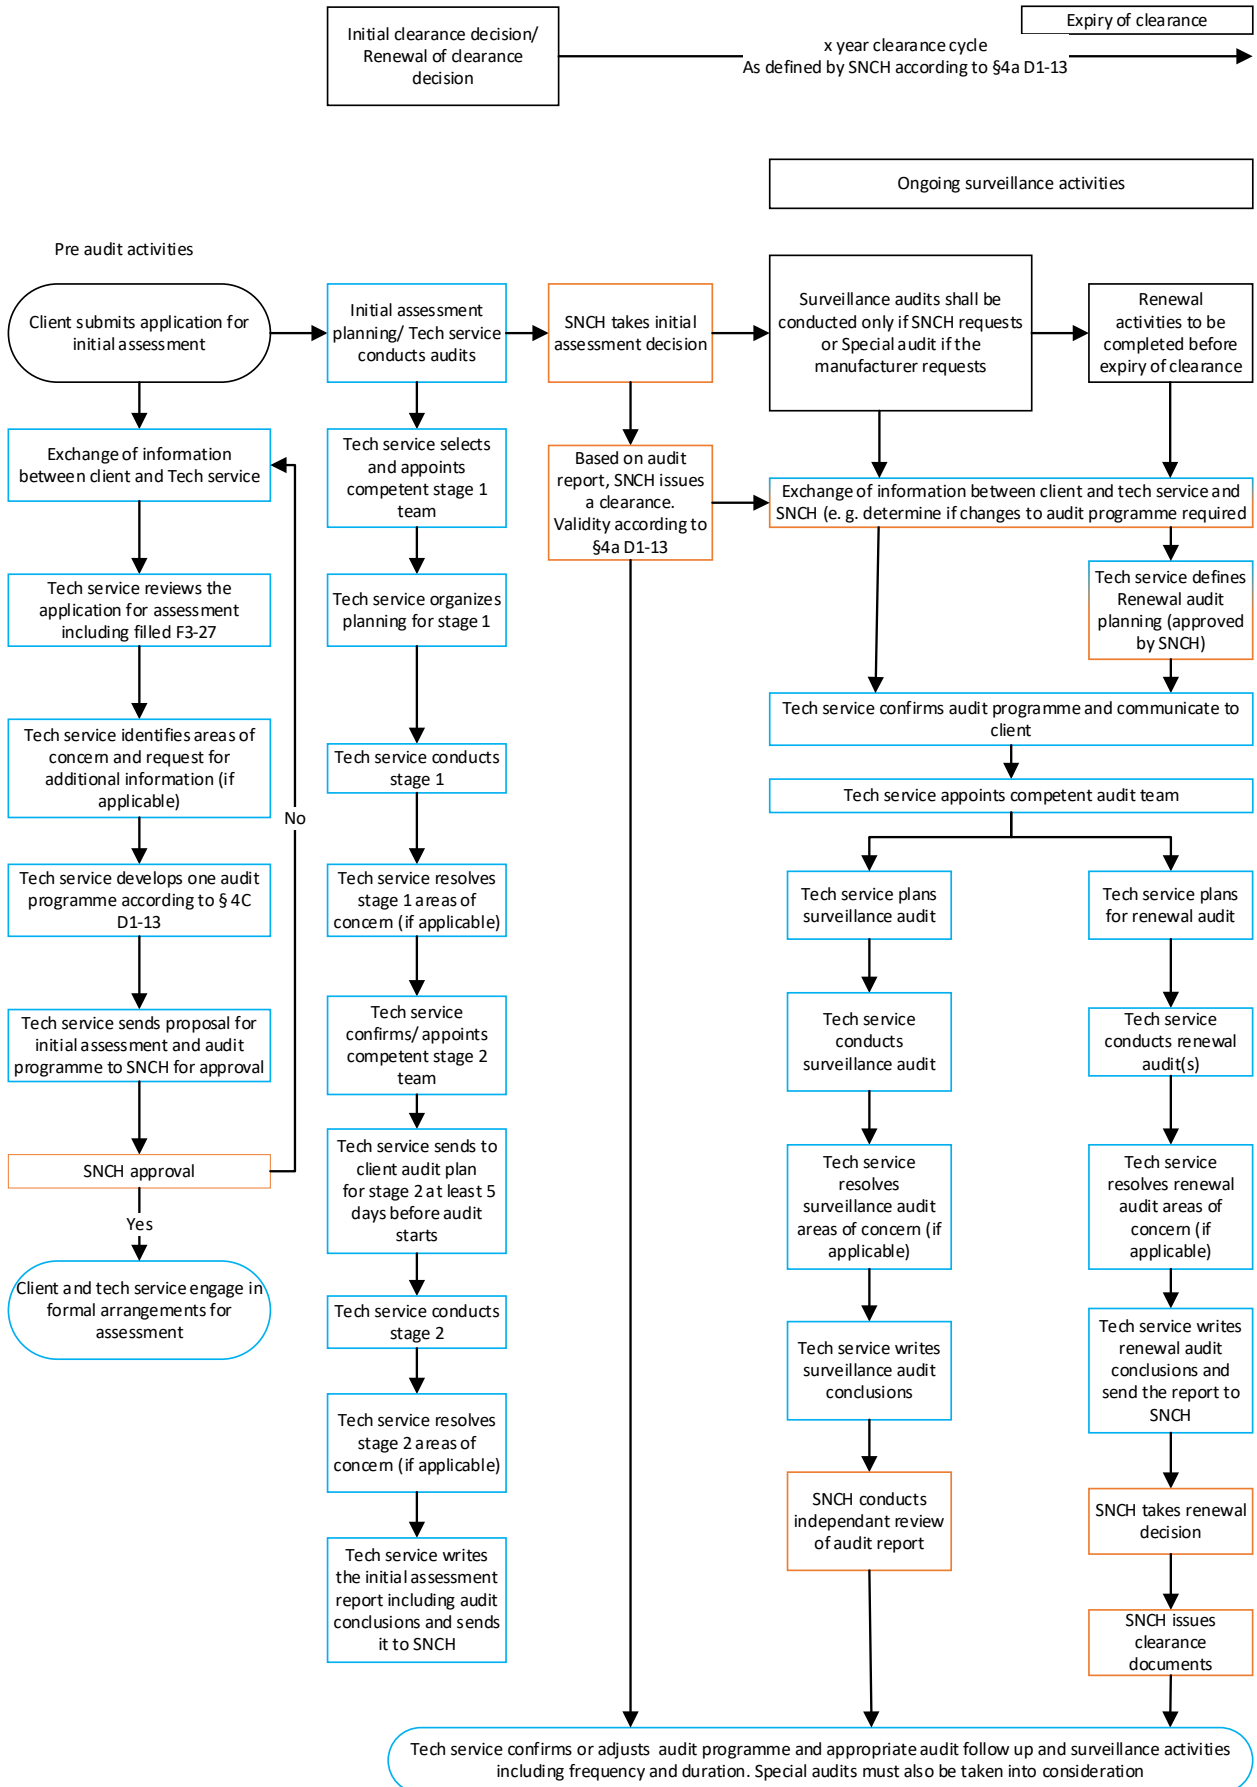 Initial clearance decision/
Renewal of clearance
decision
Expiry of clearance
x year clearance cycle
As defined by SNCH according to §4a D1-13
Ongoing surveillance activities
Pre audit activities
Client submits application for
initial assessment
Initial assessment
planning/ Tech service
conducts audits
SNCH takes initial
assessment decision
Surveillance audits shall be
conducted only if SNCH requests
or Special audit if the
manufacturer requests
Renewal
activities to be
completed before
expiry of clearance
Exchange of information
between client and Tech service
Tech service reviews the
application for assessment
including filled F3-27
Tech service identifies areas of
concern and request for
additional information (if
applicable)
No
Tech service develops one audit
programme according to § 4C
D1-13
Tech service sends proposal for
initial assessment and audit
programme to SNCH for approval
SNCH approval
Yes
Client and tech service engage in
formal arrangements for
assessment
Tech service selects
and appoints
competent stage 1
team
Tech service organizes
planning for stage 1
Tech service conducts
stage 1
Tech service resolves
stage 1 areas of
concern (if applicable)
Tech service
confirms/ appoints
competent stage 2
team
Tech service sends to
client audit plan
for stage 2 at least 5
days before audit
starts
Tech service conducts
stage 2
Tech service resolves
stage 2 areas of
concern (if applicable)
Tech service writes
the initial assessment
report including audit
conclusions and sends
it to SNCH
Based on audit
report, SNCH issues
a clearance.
Validity according to
§4a D1-13
Exchange of information between client and tech service and
SNCH (e. g. determine if changes to audit programme required
Tech service defines
Renewal audit
planning (approved
by SNCH)
Tech service confirms audit programme and communicate to
client
Tech service appoints competent audit team
Tech service plans
surveillance audit
Tech service
conducts
surveillance audit
Tech service
resolves
surveillance audit
areas of concern (if
applicable)
Tech service writes
surveillance audit
conclusions
SNCH conducts
independant review
of audit report
Tech service plans
for renewal audit
Tech service
conducts renewal
audit(s)
Tech service
resolves renewal
audit areas of
concern (if
applicable)
Tech service writes
renewal audit
conclusions and
send the report to
SNCH
SNCH takes renewal
decision
SNCH issues
clearance
documents
Tech service confirms or adjusts audit programme and appropriate audit follow up and surveillance activities
including frequency and duration. Special audits must also be taken into consideration